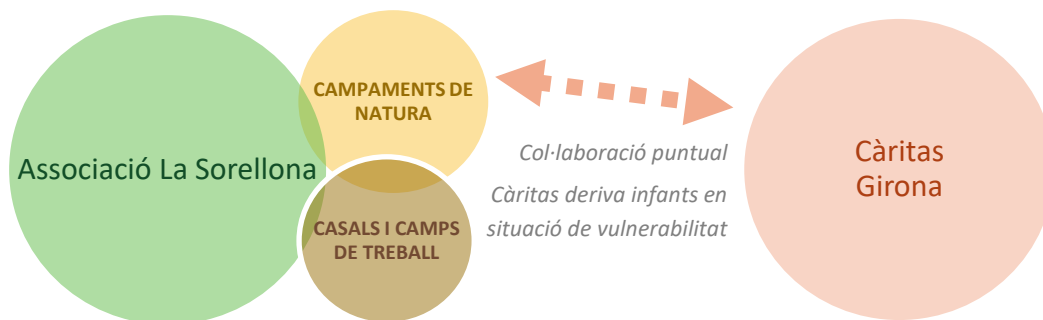 Associació La Sorellona
CAMPAMENTS DE
NATURA
CASALS I CAMPS
DE TREBALL
Col·laboració puntual
Càritas deriva infants en
situació de vulnerabilitat
Càritas
Girona